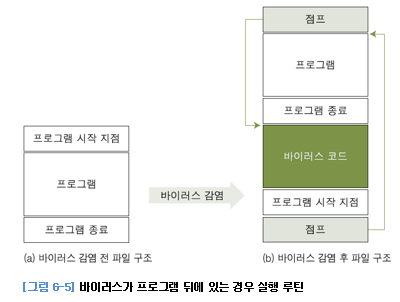 점프
프로그램
프로그램 종료
바이러스 코드
프로그램 시작 지점
점프
프로그램 시작 지점
프로그램
프로그램 종료
바이러스 감염
(a) 바이러스 감염 전 파일 구조
(b) 바이러스 감염 후 파일 구조
[그림 6-5] 바이러스가 프로그램 뒤에 있는 경우 실행 루틴